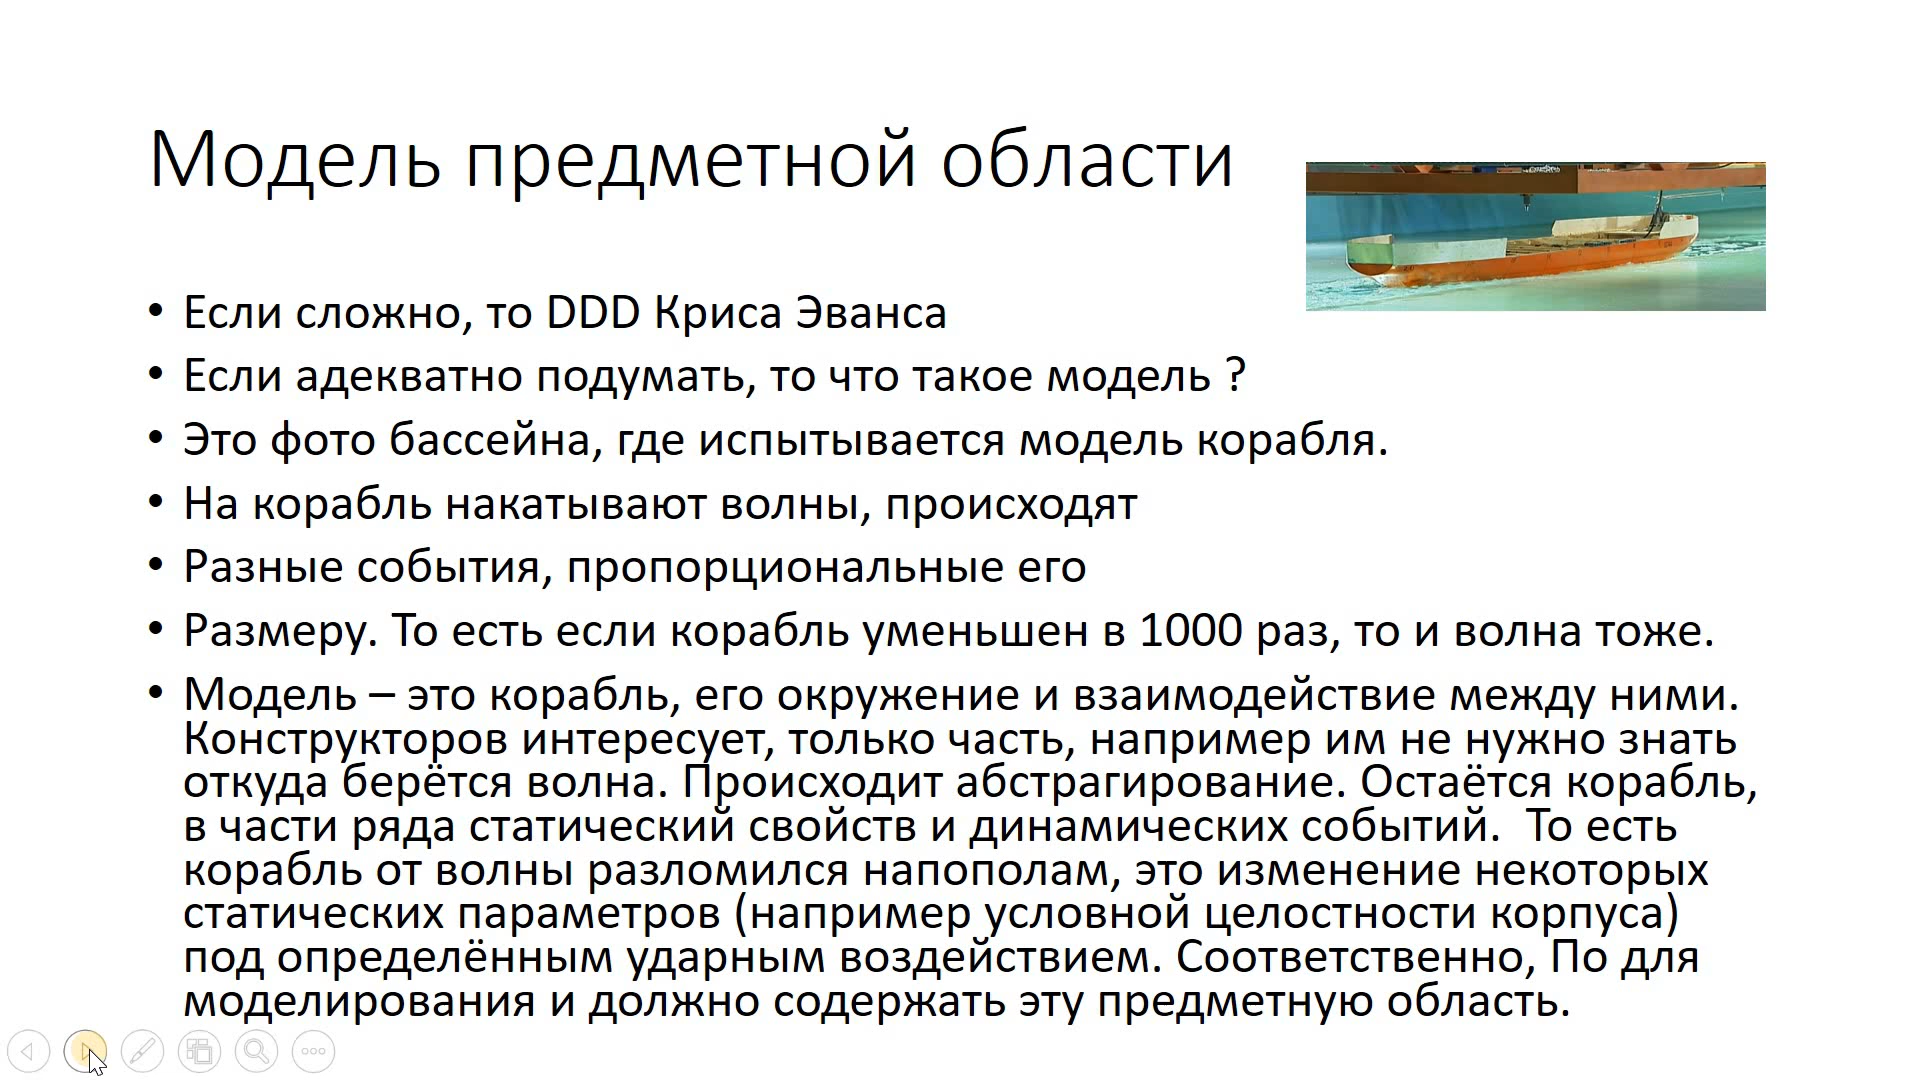 Модель предметной области
• Если сложно, то DDD Криса Эванса
• Если адекватно подумать, то что такое модель ?
• Это фото бассейна, где испытывается модель корабля.
• На корабль накатывают волны, происходят
• Разные события, пропорциональные его
• Размеру. То есть если корабль уменьшен в 1000 раз, то и волна тоже.
• Модель – это корабль, его окружение и взаимодействие между ними.
Конструкторов интересует, только часть, например им не нужно знать
откуда берётся волна. Происходит абстрагирование. Остаётся корабль,
в части ряда статический свойств и динамических событий.  То есть
корабль от волны разломился напополам, это изменение некоторых
статических параметров (например условной целостности корпуса)
под определённым ударным воздействием. Соответственно, По для
моделирования и должно содержать эту предметную область.